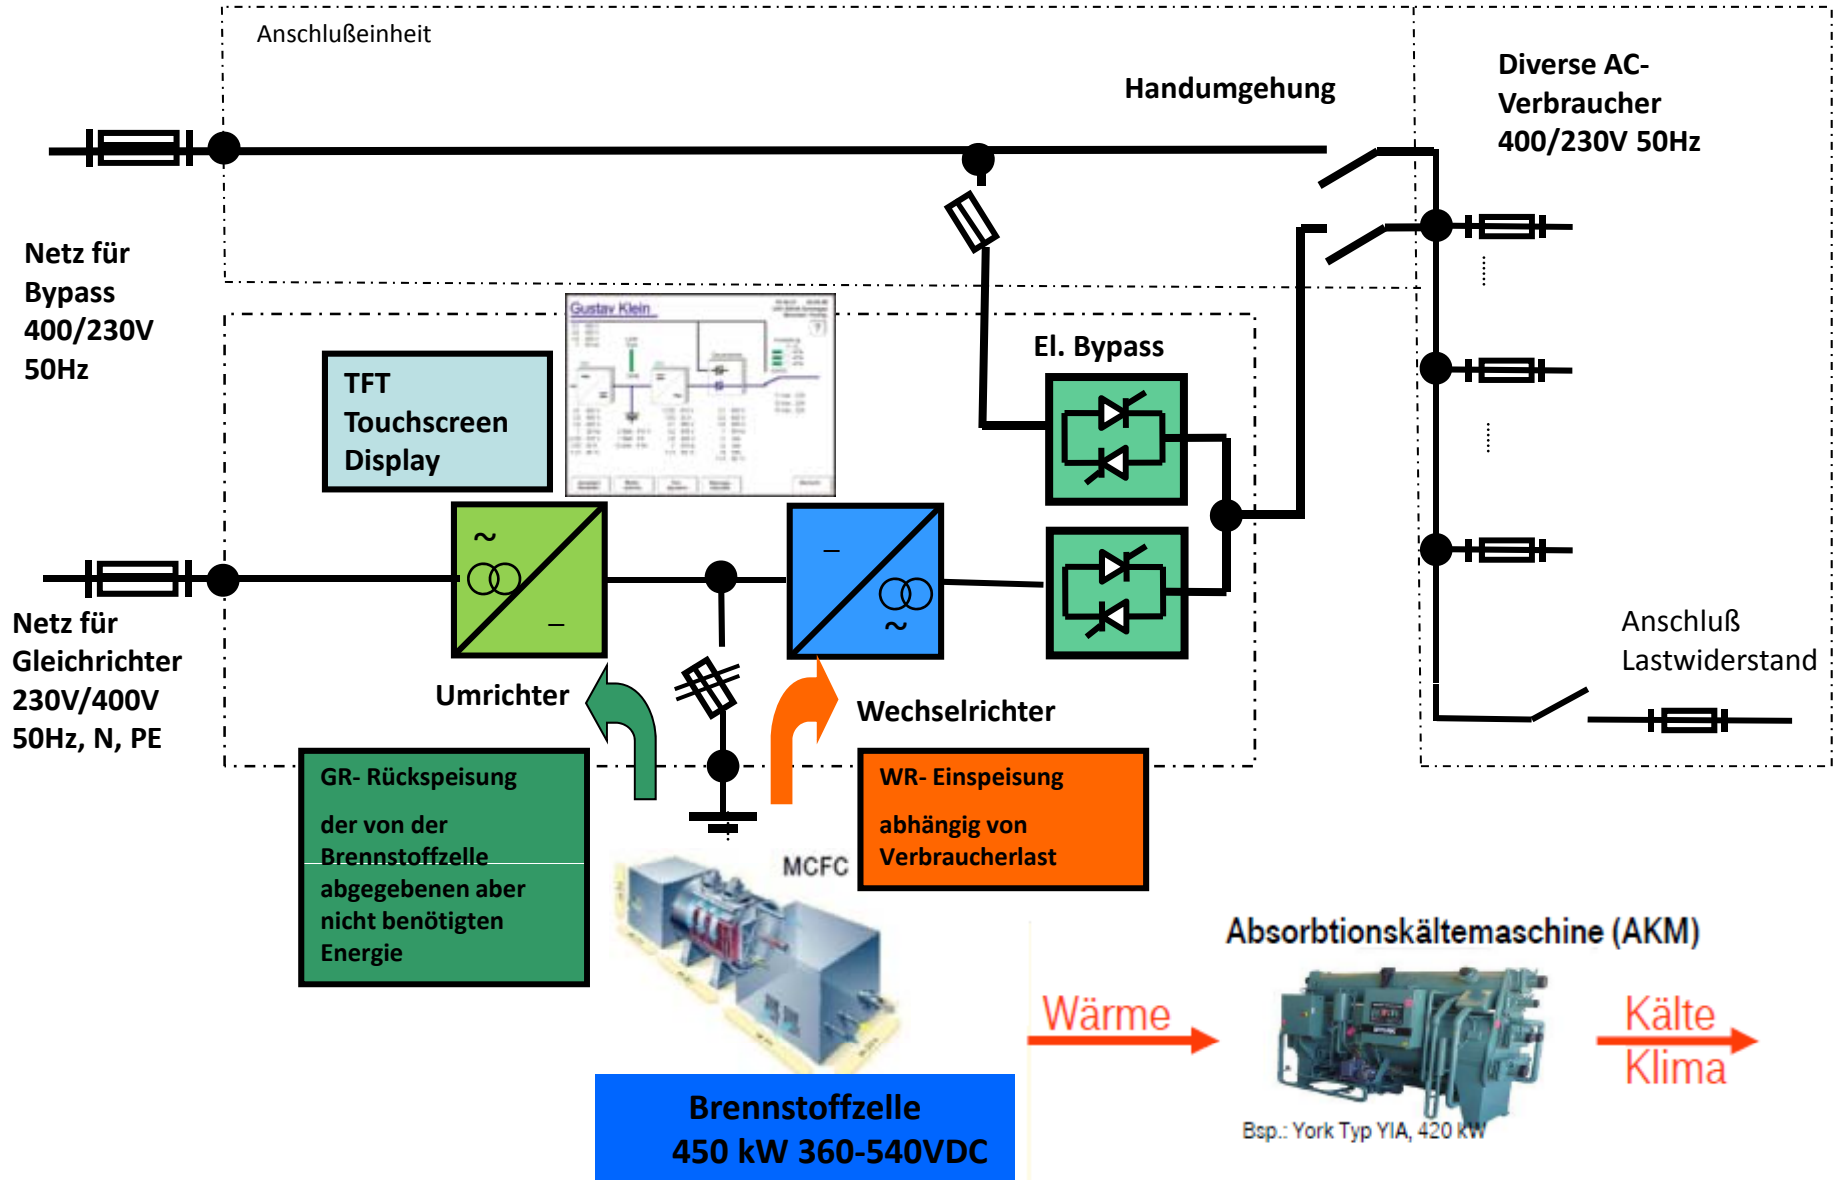 Anschlußeinheit
Handumgehung
Diverse AC-
Verbraucher
400/230V 50Hz
Netz für
Bypass
400/230V
50Hz
Gustav Klein
?
TFT
Touchscreen
Display
El. Bypass
~
–
–
~
Netz für
Gleichrichter
230V/400V
50Hz, N, PE
Umrichter
Wechselrichter
Anschluß
Lastwiderstand
GR- Rückspeisung
der von der
Brennstoffzelle
abgegebenen aber
nicht benötigten
Energie
WR- Einspeisung
abhängig von
Verbraucherlast
MCFC
Brennstoffzelle
450 kW 360-540VDC
Wärme
Absorbtionskältemaschine (AKM)
Bsp.: York Typ YIA, 420 kW
Kälte
Klima